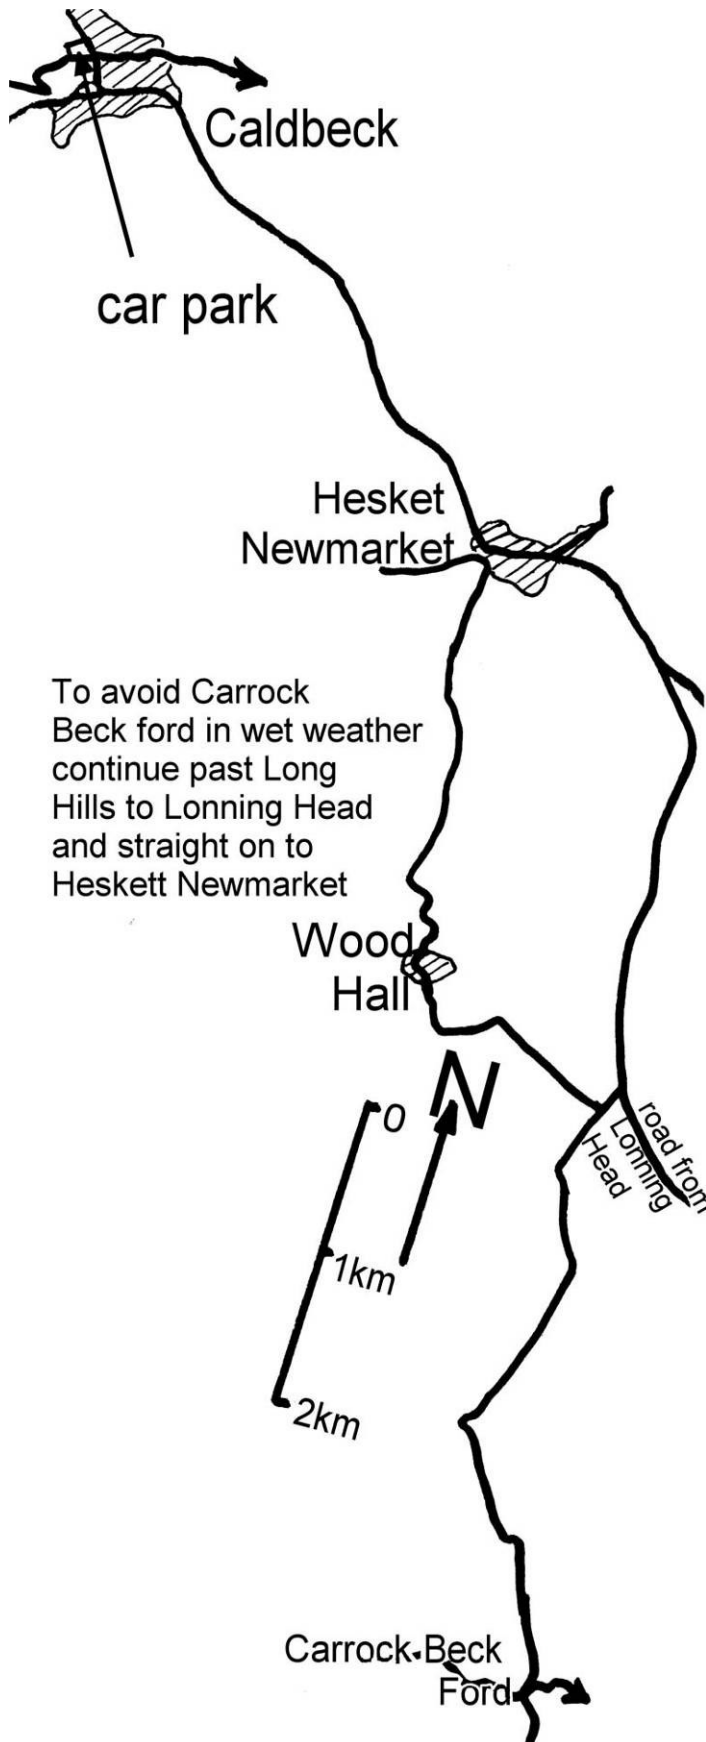 Caldbeck
car park
Hesket
Newmarket
To avoid Carrock
Beck ford in wet weather
continue past Long
Hills to Lonning Head
and straight on to
Heskett Newmarket
Wood
Hall
N
0
1km
2km
road from
Lonning
Head
Carrock Beck
Ford